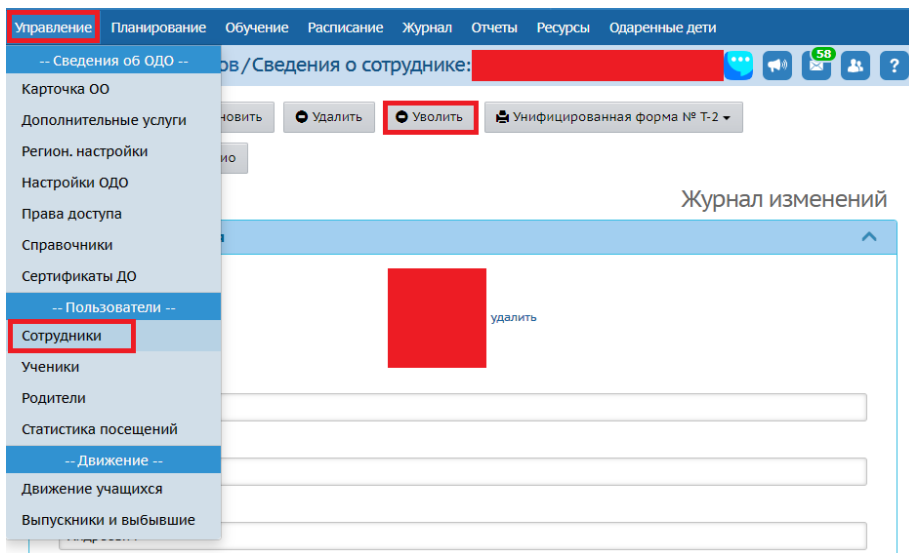 Управление Планирование Обучение Расписание Журнал Отчеты Ресурсы Одаренные дети
-- Сведения об ОДО --
ов/Сведения о сотруднике:
58
?
Карточка ОО
Дополнительные услуги
новить Удалить Уволить Унифицированная форма № Т-2
Регион. настройки
ио
Настройки ОДО
Права доступа
Журнал изменений
Справочники
Сертификаты ДО
-- Пользователи --
удалить
Сотрудники
Ученики
Родители
Статистика посещений
-- Движение --
Движение учащихся
Выпускники и выбывшие